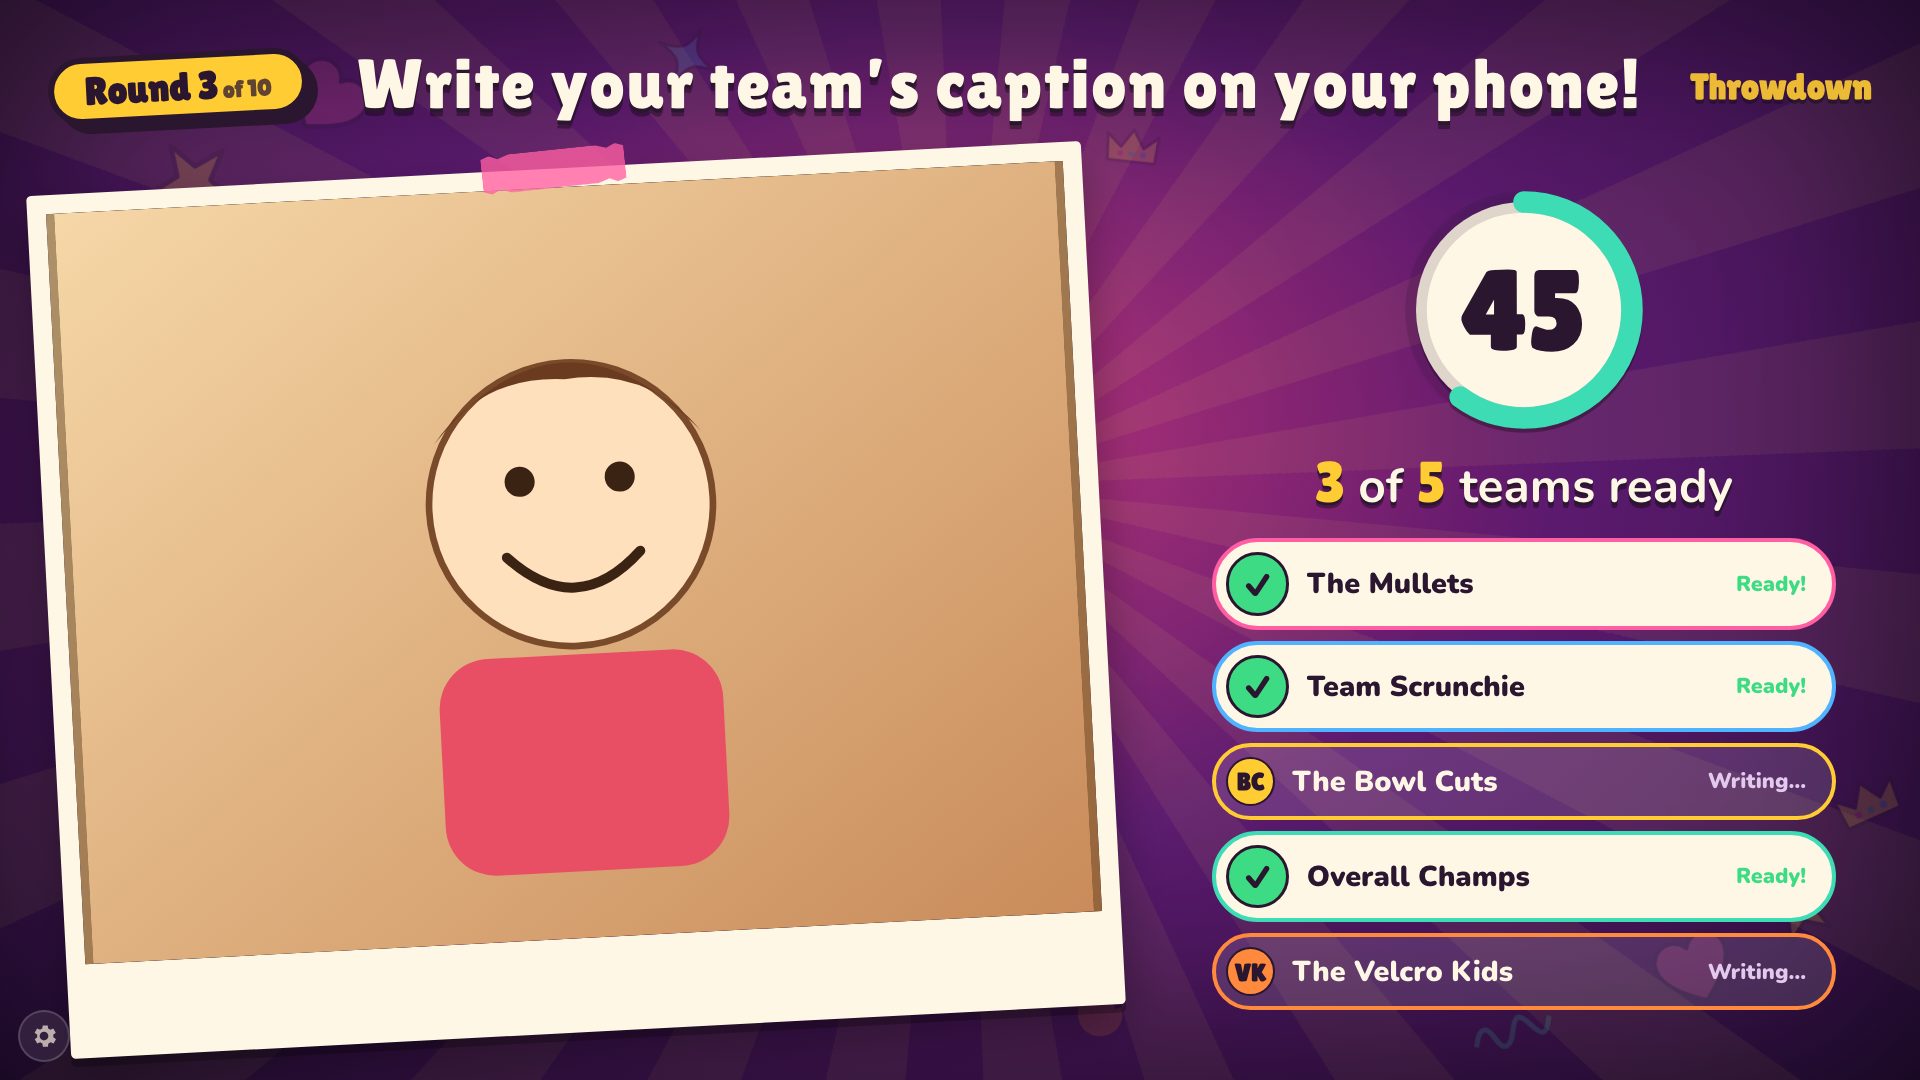 Round 3 of 10
Write your team's caption on your phone!
Throwdown
45
3 of 5 teams ready
The Mullets Ready!
Team Scrunchie Ready!
BC The Bowl Cuts Writing...
Overall Champs Ready!
VK The Velcro Kids Writing...